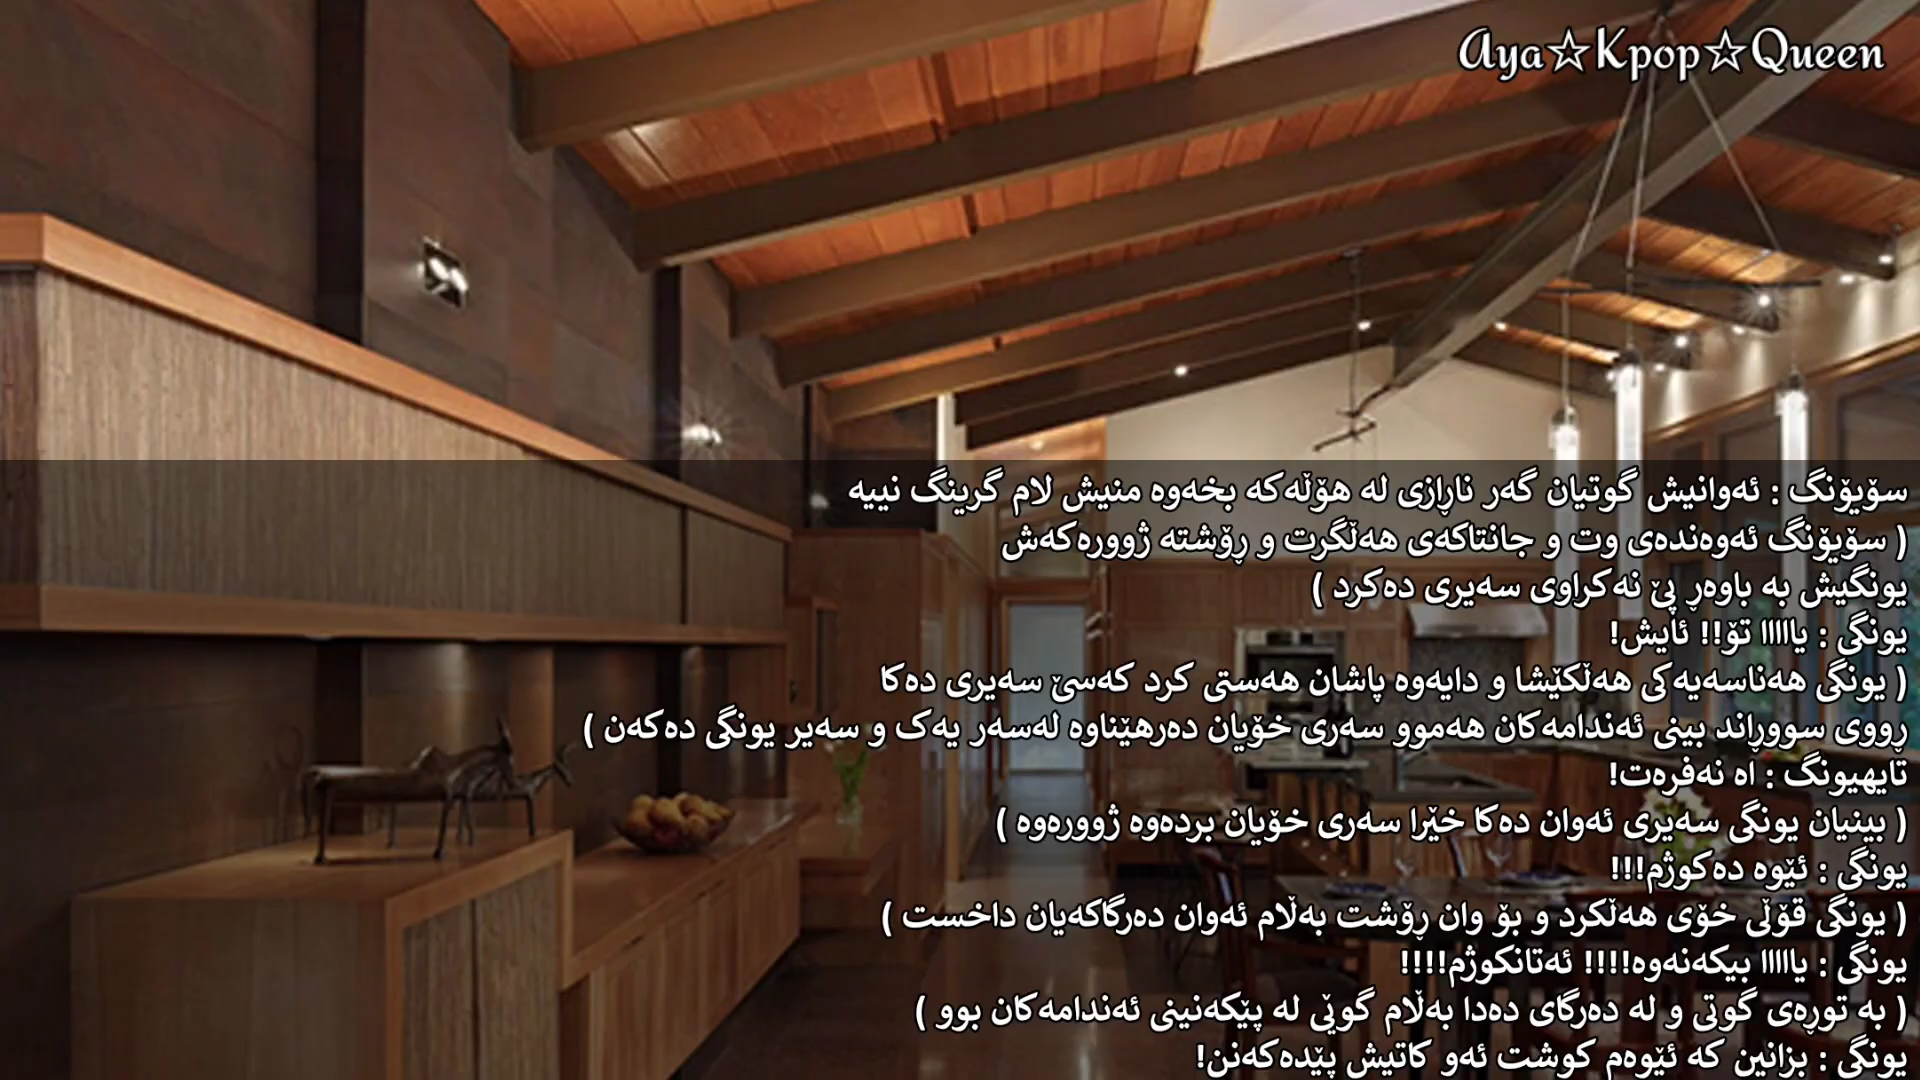 Aya☆Kpop☆Queen
سۆیۆنگ : ئەوانیش گوتیان گەر ناڕازی لە هۆڵەکە بخەوە منیش لام گرینگ نییە
( سۆیۆنگ ئەوەندەی وت و جانتاکەی هەڵگرت و ڕۆشتە ژوورەکەش
یونگیش بە باوەڕ پێ نەکراوی سەیری دەکرد )
یونگی : یااااا تۆ!! ئایش!
( یونگی هەناسەیەکی هەڵکێشا و دایەوە پاشان هەستی کرد کەسێ سەیری دەکا
ڕووی سووڕاند بینی ئەندامەکان هەموو سەری خۆیان دەرهێناوە لەسەر یەک و سەیر یونگی دەکەن )
تایهیونگ : اە نەفرەت!
( بینیان یونگی سەیری ئەوان دەکا خێرا سەری خۆیان بردەوە ژوورەوە )
یونگی : ئێوە دەکوژم!!!
( یونگی قۆڵی خۆی هەڵکرد و بۆ وان ڕۆشت بەڵام ئەوان دەرگاکەیان داخست )
یونگی : یااااا بیکەنەوە!!!! ئەتانکوژم!!!!
( بە تورەی گوتی و لە دەرگای دەدا بەڵام گوێی لە پێکەنینی ئەندامەکان بوو )
یونگی : بزانین کە ئێوەم کوشت ئەو کاتیش پێدەکەنن!